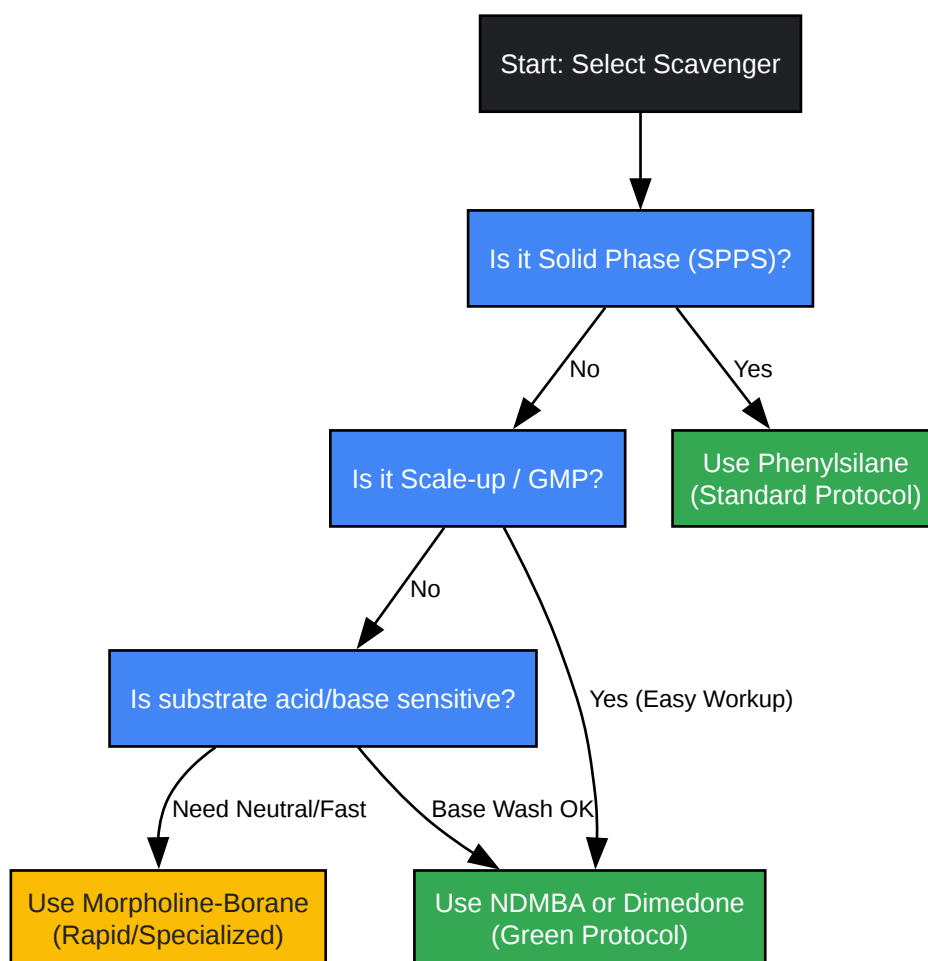 Start: Select Scavenger
Is it Solid Phase (SPPS)?
No
Yes
Is it Scale-up / GMP?
Use Phenylsilane
(Standard Protocol)
No
Is substrate acid/base sensitive?
Yes (Easy Workup)
Need Neutral/Fast
Base Wash OK
Use Morpholine-Borane
(Rapid/Specialized)
Use NDMBA or Dimedone
(Green Protocol)